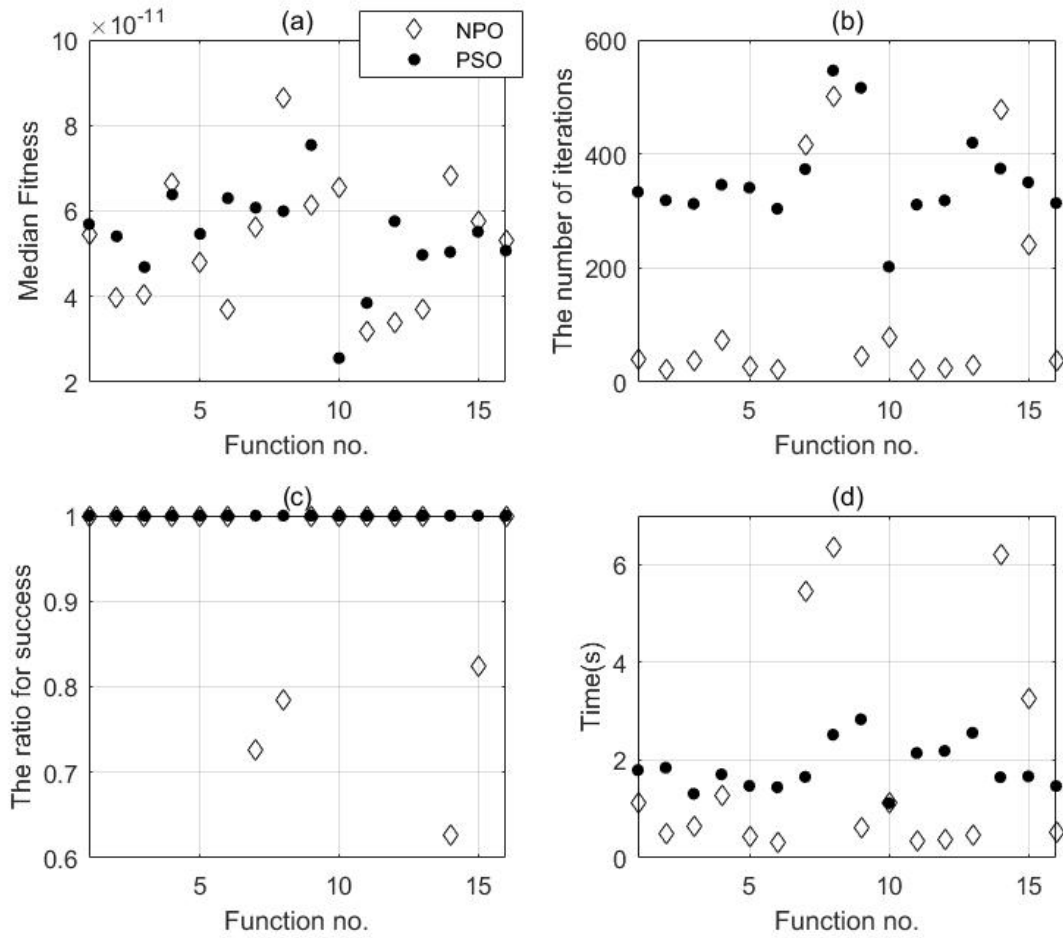 × 10⁻¹¹
(a)
NPO
PSO
10
8
6
4
2
Median Fitness
5
10
15
Function no.
(b)
600
400
200
0
The number of iterations
5
10
15
Function no.
(c)
1
0.9
0.8
0.7
0.6
The ratio for success
5
10
15
Function no.
(d)
6
4
2
0
Time(s)
5
10
15
Function no.